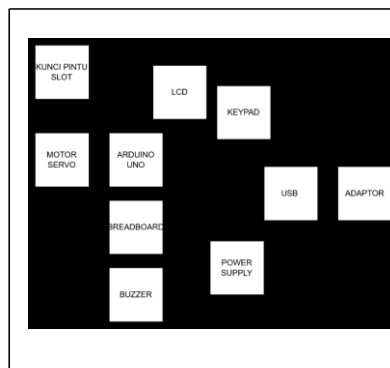 KUNCI PINTU
SLOT
LCD
KEYPAD
MOTOR
SERVO
ARDUINO
UNO
USB
ADAPTOR
BREADBOARD
POWER
SUPPLY
BUZZER